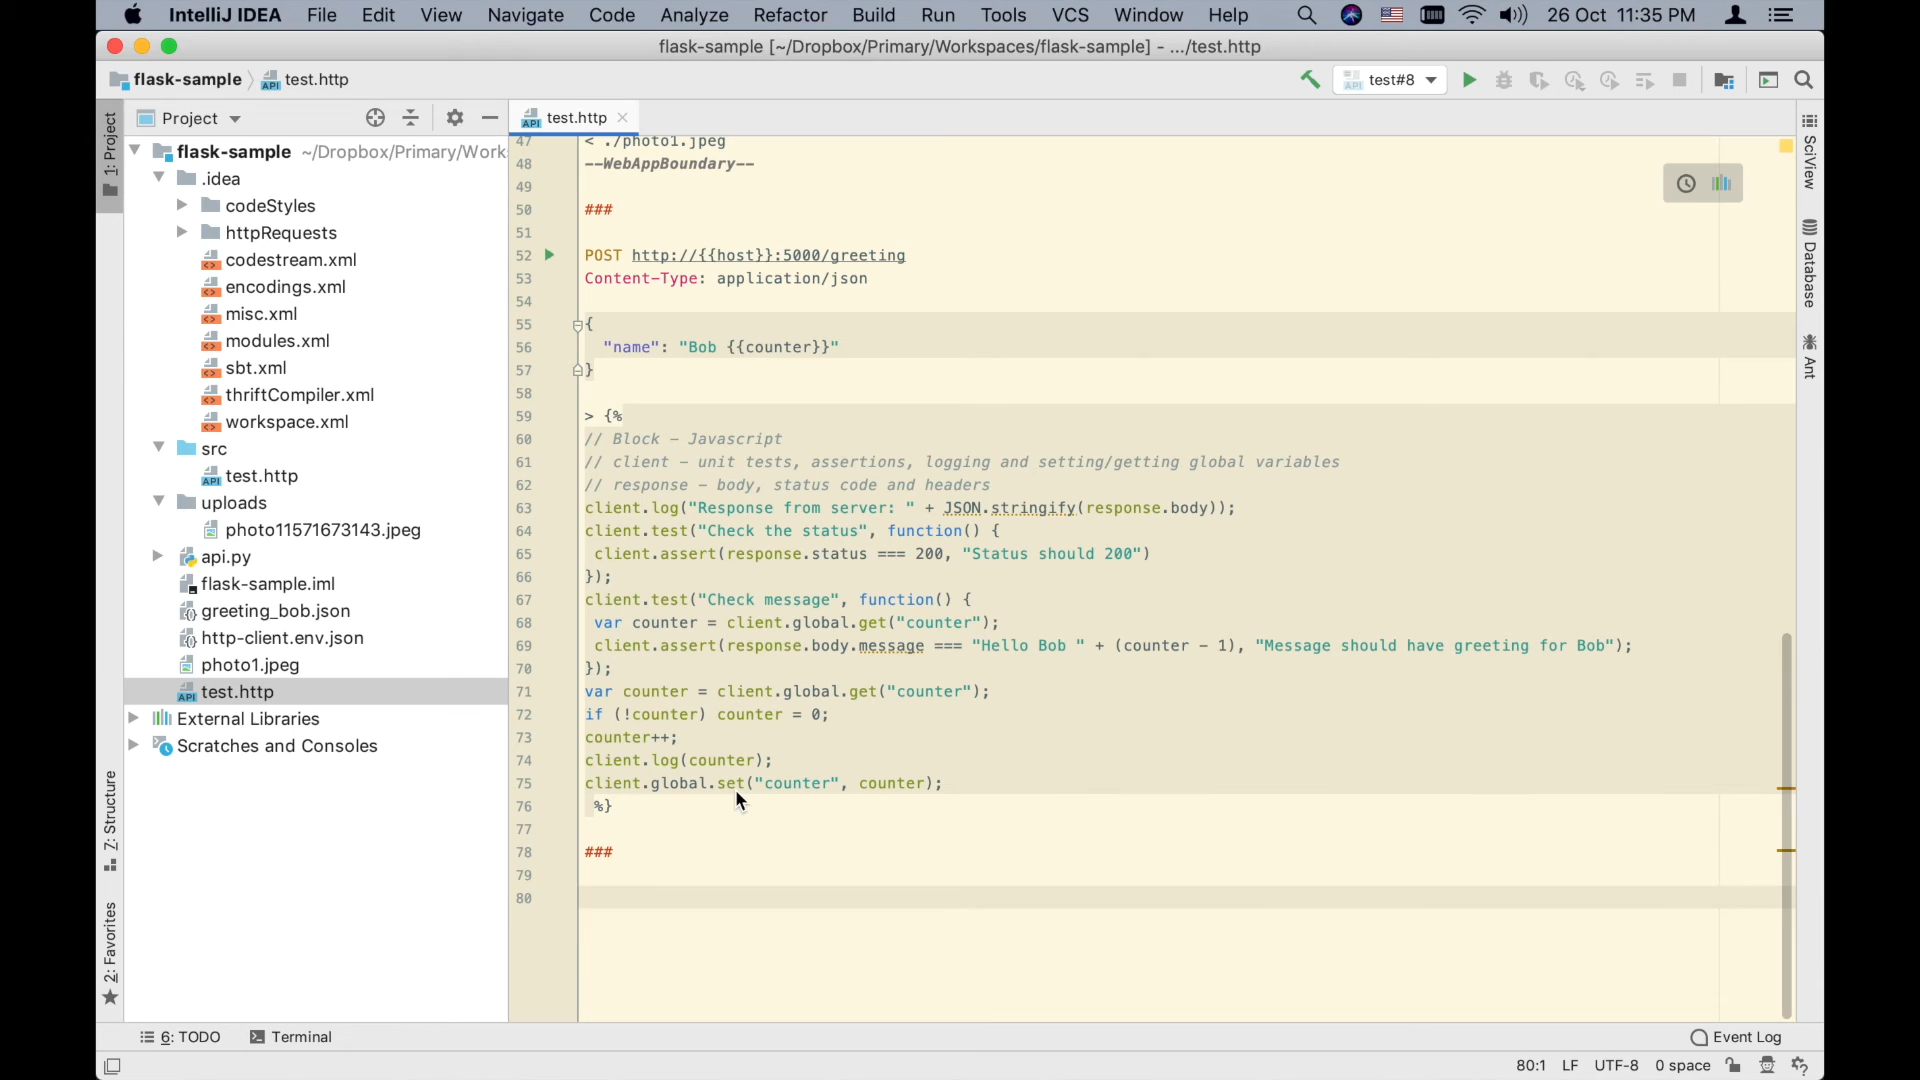 IntelliJ IDEA File Edit View Navigate Code Analyze Refactor Build Run Tools VCS Window Help 26 Oct 11:35 PM
flask-sample [~/Dropbox/Primary/Workspaces/flask-sample] - .../test.http
flask-sample test.http test#8
1: Project
Project
flask-sample ~/Dropbox/Primary/Work
.idea
codeStyles
httpRequests
codestream.xml
encodings.xml
misc.xml
modules.xml
sbt.xml
thriftCompiler.xml
workspace.xml
src
test.http
uploads
photo11571673143.jpeg
api.py
flask-sample.iml
greeting_bob.json
http-client.env.json
photo1.jpeg
test.http
External Libraries
Scratches and Consoles
7: Structure
2: Favorites
test.http
47 < ./photo1.jpeg
48 --WebAppBoundary--
49
50 ###
51
52 POST http://{{host}}:5000/greeting
53 Content-Type: application/json
54
55 {
56 "name": "Bob {{counter}}"
57 }
58
59 > {%
60 // Block - Javascript
61 // client - unit tests, assertions, logging and setting/getting global variables
62 // response - body, status code and headers
63 client.log("Response from server: " + JSON.stringify(response.body));
64 client.test("Check the status", function() {
65 client.assert(response.status === 200, "Status should 200")
66 });
67 client.test("Check message", function() {
68 var counter = client.global.get("counter");
69 client.assert(response.body.message === "Hello Bob " + (counter - 1), "Message should have greeting for Bob");
70 });
71 var counter = client.global.get("counter");
72 if (!counter) counter = 0;
73 counter++;
74 client.log(counter);
75 client.global.set("counter", counter);
76 %}
77
78 ###
79
80
SciView
Database
Ant
6: TODO Terminal Event Log
80:1 LF UTF-8 0 space